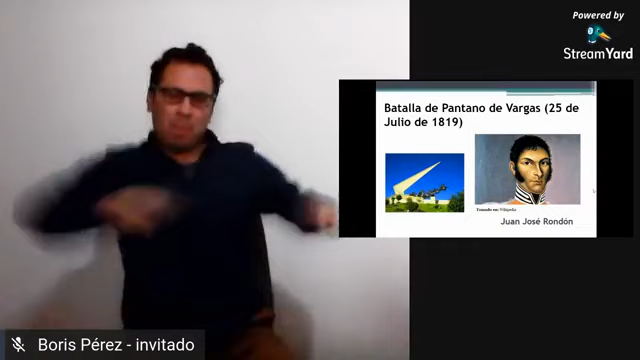 Powered by
StreamYard
Batalla de Pantano de Vargas (25 de
Julio de 1819)
Tomado en: Wikipedia
Juan José Rondón
Boris Pérez - invitado